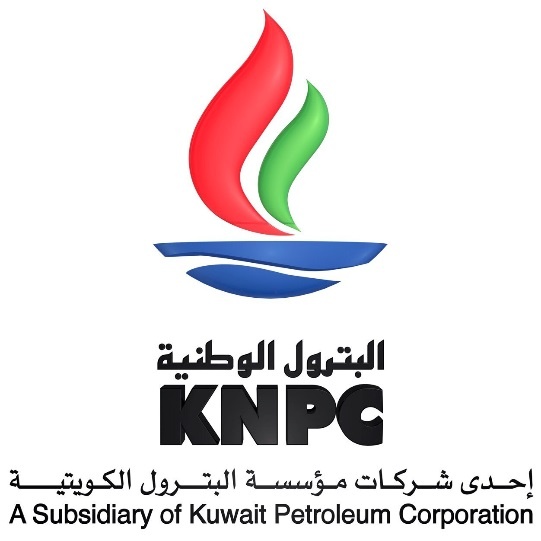 البترول الوطنية
KNPC
إحدى شركات مؤسسة البترول الكويتية
A Subsidiary of Kuwait Petroleum Corporation